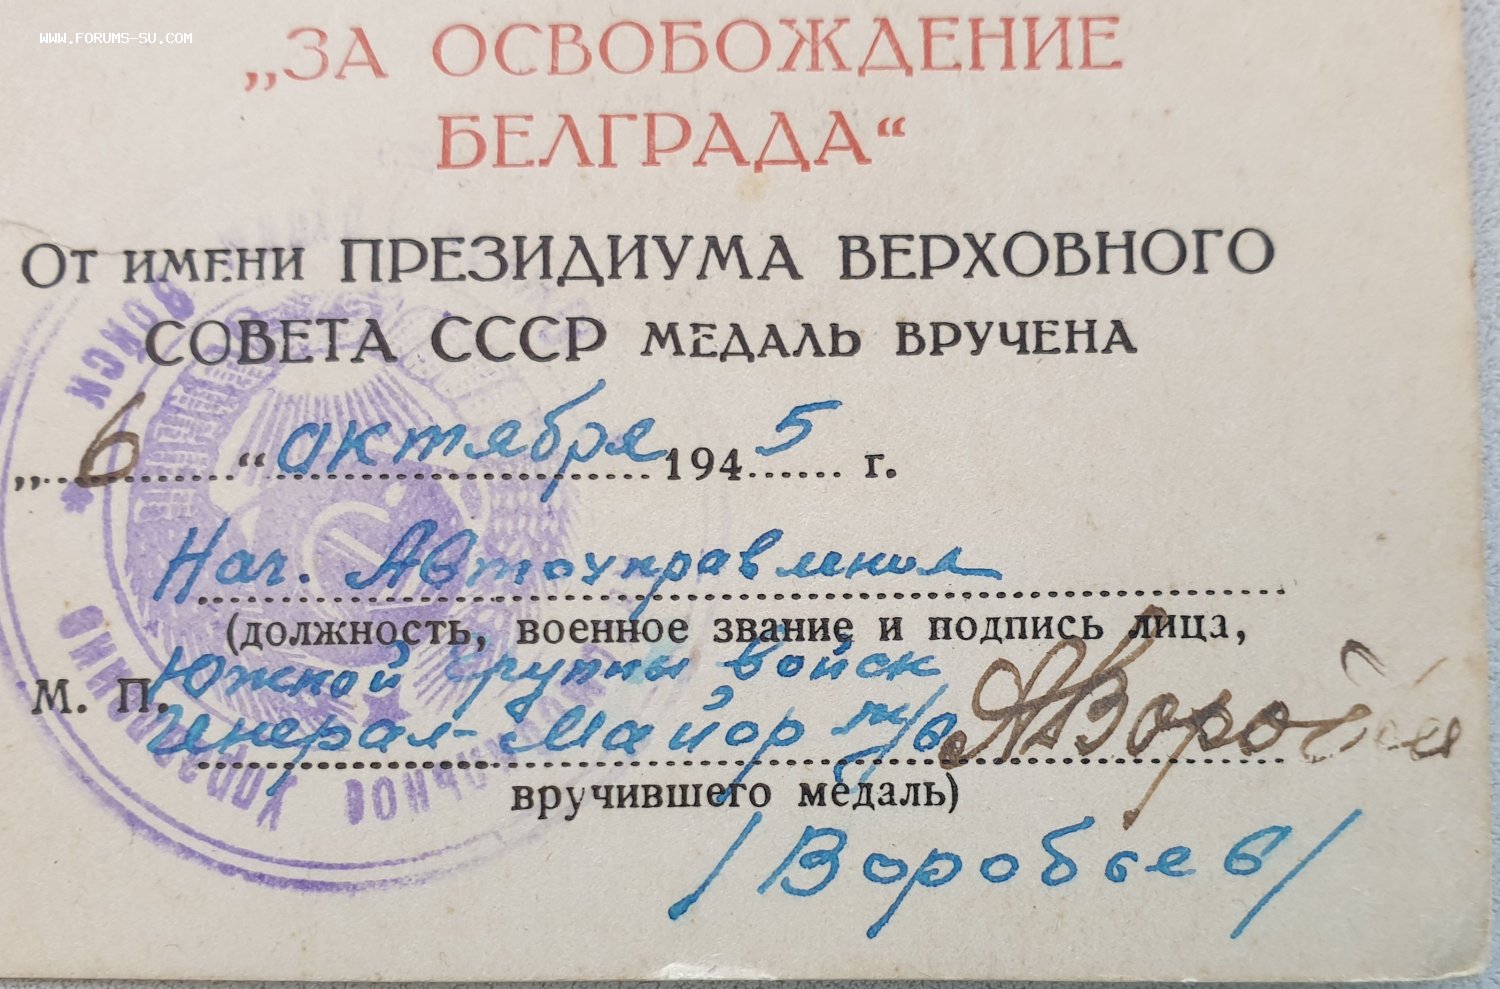 WWW.FORUMS-SU.COM
„ЗА ОСВОБОЖДЕНИЕ
БЕЛГРАДА“
От имени ПРЕЗИДИУМА ВЕРХОВНОГО
СОВЕТА СССР медаль вручена
„6“ октября 1945 г.
Нач. Автоуправления
(должность, военное звание и подпись лица,
Южной группы войск
М. П.
Генерал-Майор т/в АВоробьев
вручившего медаль)
/Воробьев/